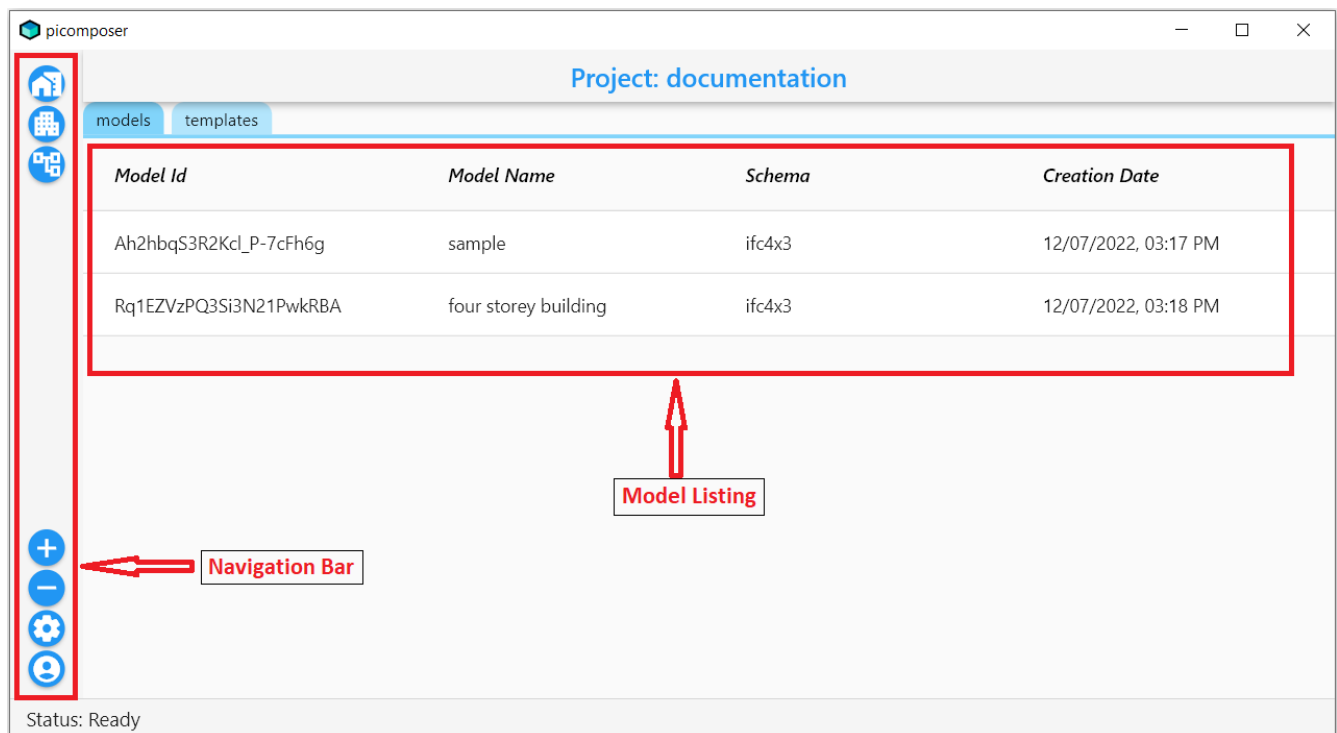 picomposer
Project: documentation
models templates
Model Id Model Name Schema Creation Date
Ah2hbqS3R2Kcl_P-7cFh6g sample ifc4x3 12/07/2022, 03:17 PM
Rq1EZVzPQ3Si3N21PwkRBA four storey building ifc4x3 12/07/2022, 03:18 PM
Model Listing
Navigation Bar
Status: Ready